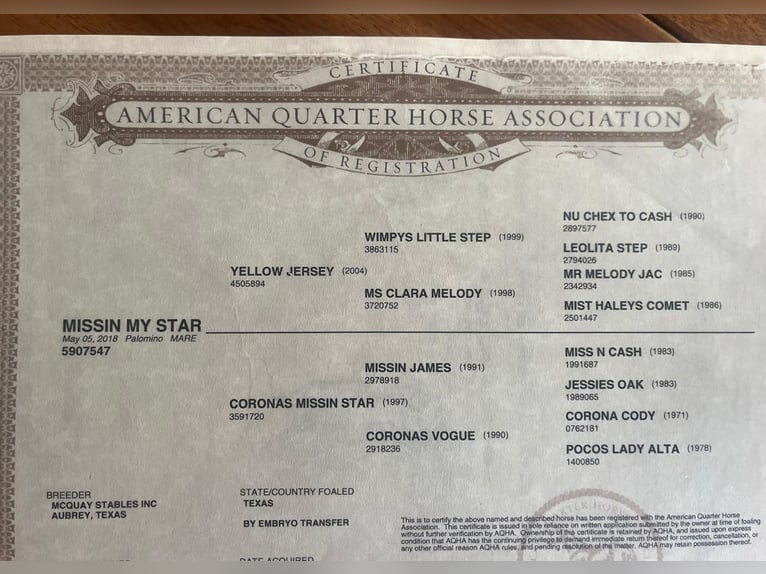 CERTIFICATE
AMERICAN QUARTER HORSE ASSOCIATION
OF REGISTRATION
NU CHEX TO CASH (1990)
2897577
WIMPYS LITTLE STEP (1999)
3863115
LEOLITA STEP (1989)
2794026
YELLOW JERSEY (2004)
4505894
MR MELODY JAC (1985)
2342934
MS CLARA MELODY (1998)
3720752
MIST HALEYS COMET (1986)
2501447
MISSIN MY STAR
May 05, 2018 Palomino MARE
5907547
MISS N CASH (1983)
1991687
MISSIN JAMES (1991)
2978918
JESSIES OAK (1983)
1989065
CORONAS MISSIN STAR (1997)
3591720
CORONA CODY (1971)
0762181
CORONAS VOGUE (1990)
2918236
POCOS LADY ALTA (1978)
1400850
BREEDER
MCQUAY STABLES INC
AUBREY, TEXAS
STATE/COUNTRY FOALED
TEXAS
BY EMBRYO TRANSFER
This is to certify the above named and described horse has been registered with the American Quarter Horse
Association. This certificate is issued in sole reliance on written application submitted by the owner at time of foaling
without further verification by AQHA. Ownership of this certificate is retained by AQHA, and issued upon express
condition that AQHA has the continuing privilege to demand immediate return thereof for correction, cancellation, or
any other official reason AQHA rules, and pending resolution of the matter, AQHA may retain possession thereof.
DATE ACQUIRED